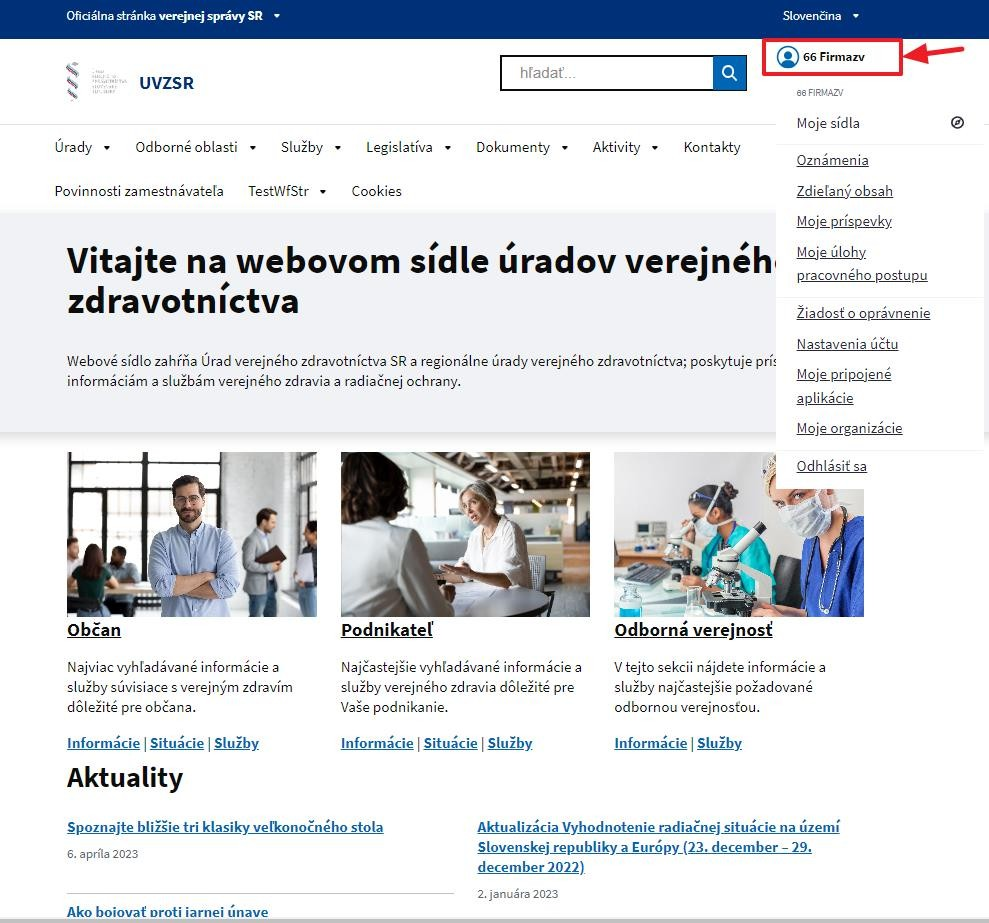 Oficiálna stránka verejnej správy SR
Slovenčina
UVZSR
hľadať...
66 Firmazv
66 FIRMAZV
Moje sídla
Oznámenia
Zdieľaný obsah
Moje príspevky
Moje úlohy
pracovného postupu
Žiadosť o oprávnenie
Nastavenia účtu
Moje pripojené
aplikácie
Moje organizácie
Odhlásiť sa
Úrady
Odborné oblasti
Služby
Legislatíva
Dokumenty
Aktivity
Kontakty
Povinnosti zamestnávateľa
TestWfStr
Cookies
Vitajte na webovom sídle úradov verejného
zdravotníctva
Webové sídlo zahŕňa Úrad verejného zdravotníctva SR a regionálne úrady verejného zdravotníctva; poskytuje prís
informáciám a službám verejného zdravia a radiačnej ochrany.
Občan
Najviac vyhľadávané informácie a
služby súvisiace s verejným zdravím
dôležité pre občana.
Informácie | Situácie | Služby
Podnikateľ
Najčastejšie vyhľadávané informácie a
služby verejného zdravia dôležité pre
Vaše podnikanie.
Informácie | Situácie | Služby
Odborná verejnosť
V tejto sekcii nájdete informácie a
služby najčastejšie požadované
odbornou verejnosťou.
Informácie | Služby
Aktuality
Spoznajte bližšie tri klasiky veľkonočného stola
6. apríla 2023
Ako bojovať proti jarnej únave
Aktualizácia Vyhodnotenie radiačnej situácie na území
Slovenskej republiky a Európy (23. december – 29.
december 2022)
2. januára 2023